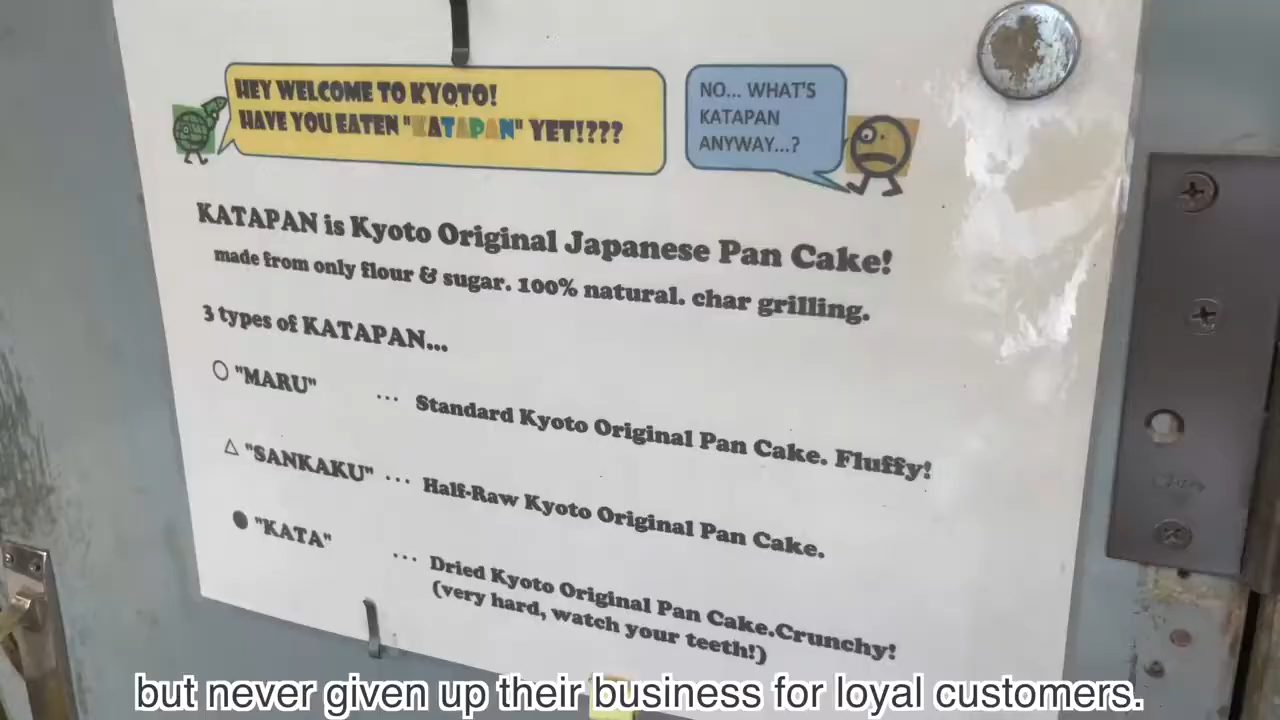 HEY WELCOME TO KYOTO!
HAVE YOU EATEN "KATAPAN" YET!???
NO... WHAT'S
KATAPAN
ANYWAY...?
KATAPAN is Kyoto Original Japanese Pan Cake!
made from only flour & sugar. 100% natural. char grilling.
3 types of KATAPAN...
○ "MARU" ... Standard Kyoto Original Pan Cake. Fluffy!
△ "SANKAKU" ... Half-Raw Kyoto Original Pan Cake.
● "KATA" ... Dried Kyoto Original Pan Cake.Crunchy!
(very hard, watch your teeth!)
but never given up their business for loyal customers.